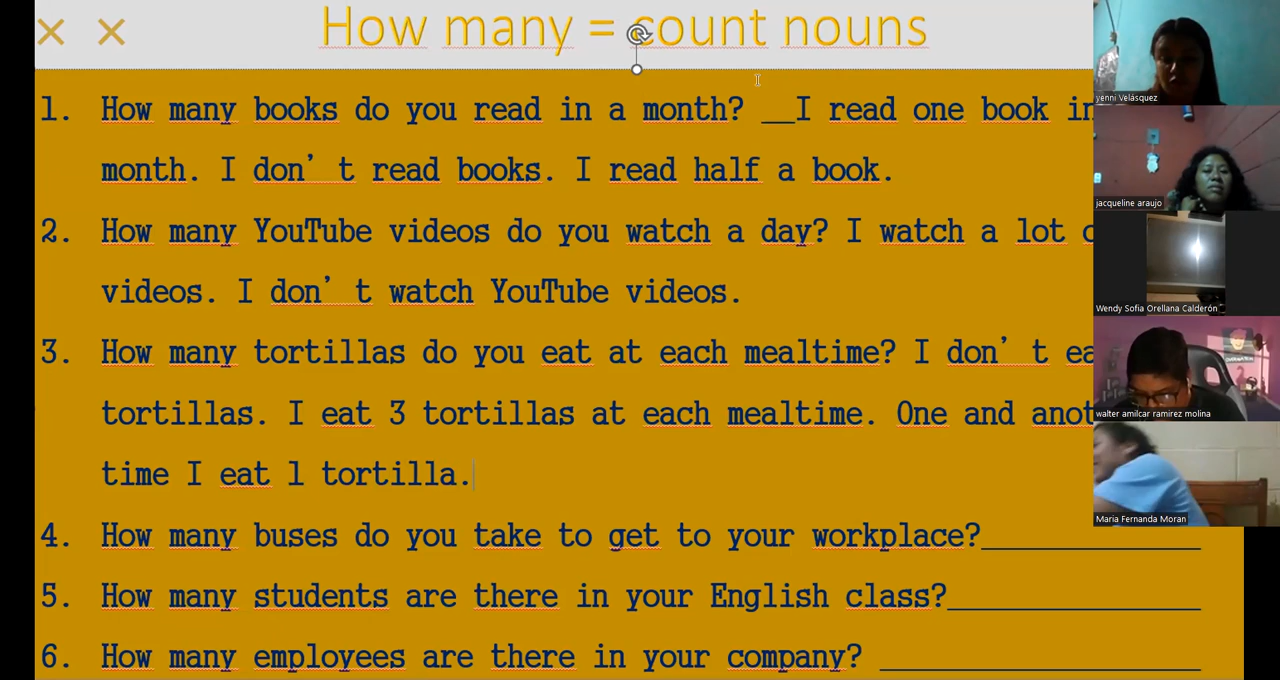 How many = count nouns
1. How many books do you read in a month? __I read one book in
month. I don't read books. I read half a book.
2. How many YouTube videos do you watch a day? I watch a lot
videos. I don't watch YouTube videos.
3. How many tortillas do you eat at each mealtime? I don't
tortillas. I eat 3 tortillas at each mealtime. One and
time I eat 1 tortilla.
4. How many buses do you take to get to your workplace?_____________
5. How many students are there in your English class?_______________
6. How many employees are there in your company? ___________________
yenni Velásquez
jacqueline araujo
Wendy Sofia Orellana Calderón
walter amilcar ramirez molina
Maria Fernanda Moran